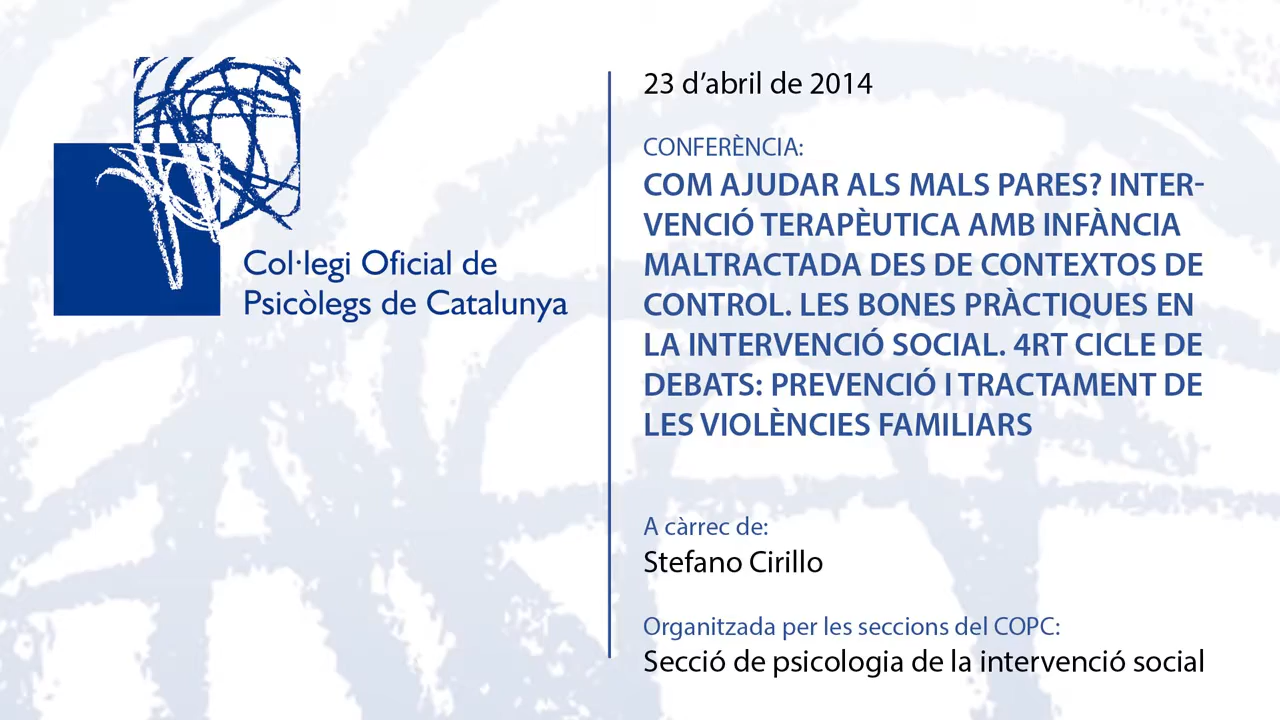 Col·legi Oficial de
Psicòlegs de Catalunya
23 d’abril de 2014
CONFERÈNCIA:
COM AJUDAR ALS MALS PARES? INTER-
VENCIÓ TERAPÈUTICA AMB INFÀNCIA
MALTRACTADA DES DE CONTEXTOS DE
CONTROL. LES BONES PRÀCTIQUES EN
LA INTERVENCIÓ SOCIAL. 4RT CICLE DE
DEBATS: PREVENCIÓ I TRACTAMENT DE
LES VIOLÈNCIES FAMILIARS
A càrrec de:
Stefano Cirillo
Organitzada per les seccions del COPC:
Secció de psicologia de la intervenció social